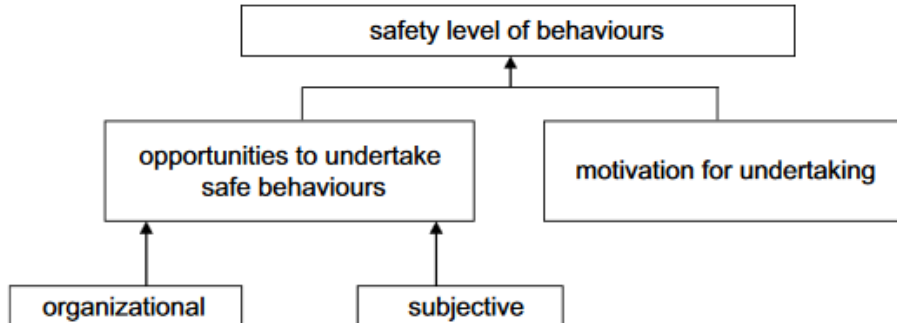 safety level of behaviours
opportunities to undertake
safe behaviours
motivation for undertaking
organizational
subjective